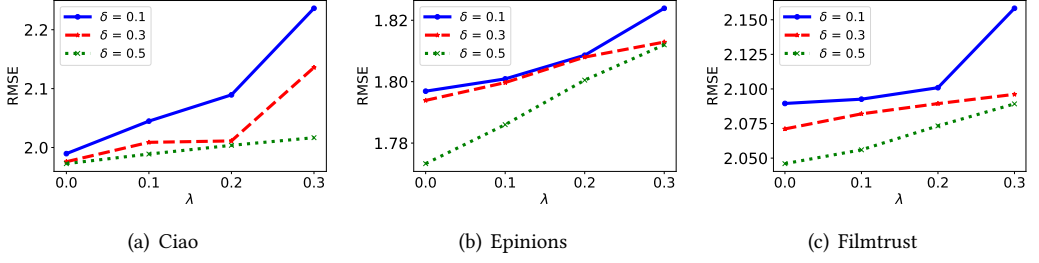 δ = 0.1
δ = 0.3
δ = 0.5
2.2
2.1
2.0
RMSE
0.0 0.1 0.2 0.3
λ
(a) Ciao
δ = 0.1
δ = 0.3
δ = 0.5
1.82
1.80
1.78
RMSE
0.0 0.1 0.2 0.3
λ
(b) Epinions
δ = 0.1
δ = 0.3
δ = 0.5
2.150
2.125
2.100
2.075
2.050
RMSE
0.0 0.1 0.2 0.3
λ
(c) Filmtrust